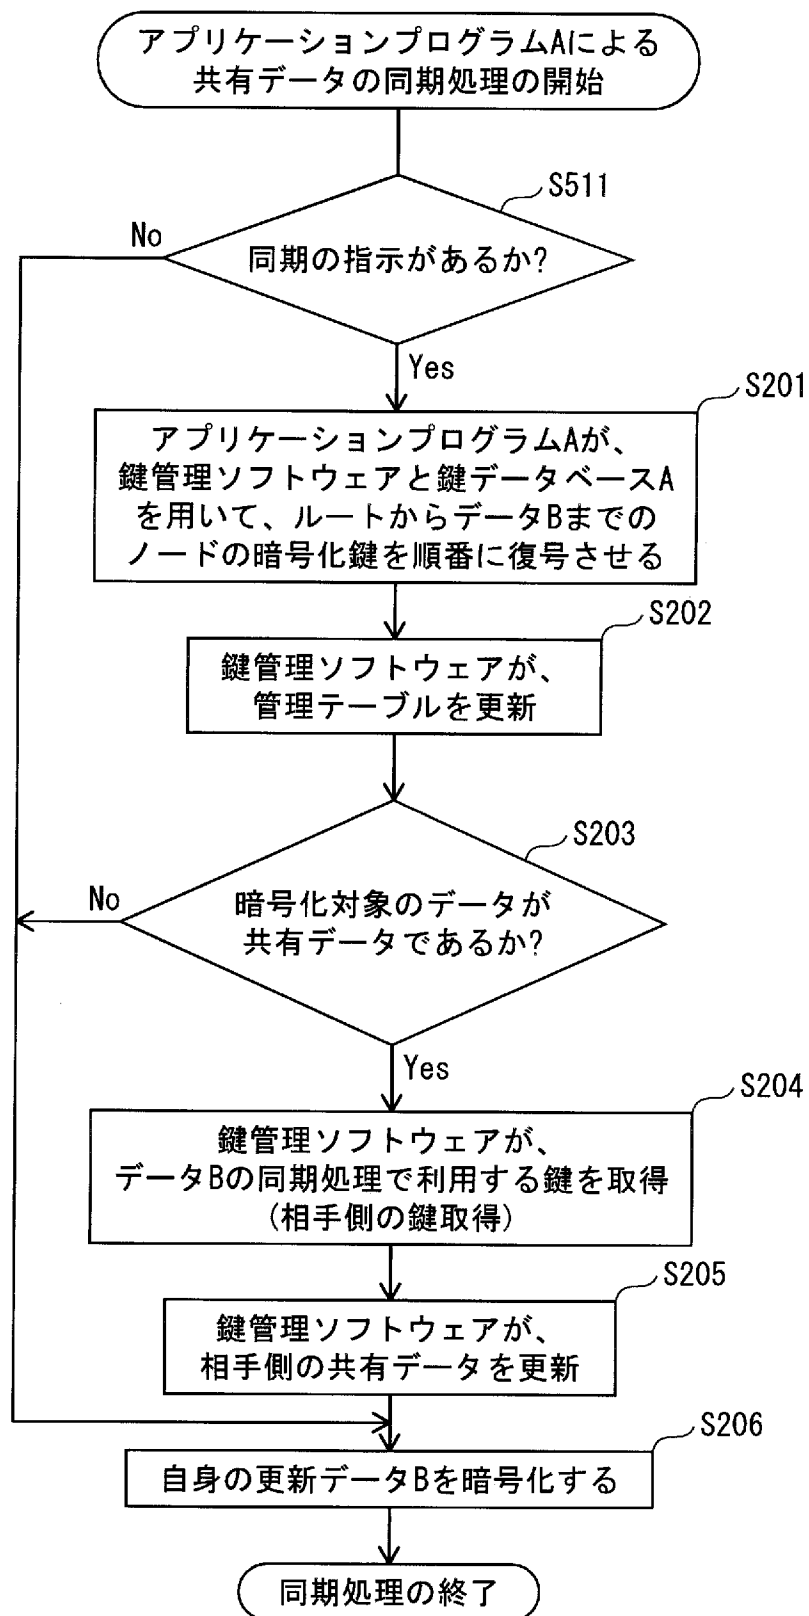 アプリケーションプログラムAによる
共有データの同期処理の開始
S511
No
同期の指示があるか?
Yes
S201
アプリケーションプログラムAが、
鍵管理ソフトウェアと鍵データベースA
を用いて、ルートからデータBまでの
ノードの暗号化鍵を順番に復号させる
S202
鍵管理ソフトウェアが、
管理テーブルを更新
S203
No
暗号化対象のデータが
共有データであるか?
Yes
S204
鍵管理ソフトウェアが、
データBの同期処理で利用する鍵を取得
(相手側の鍵取得)
S205
鍵管理ソフトウェアが、
相手側の共有データを更新
S206
自身の更新データBを暗号化する
同期処理の終了